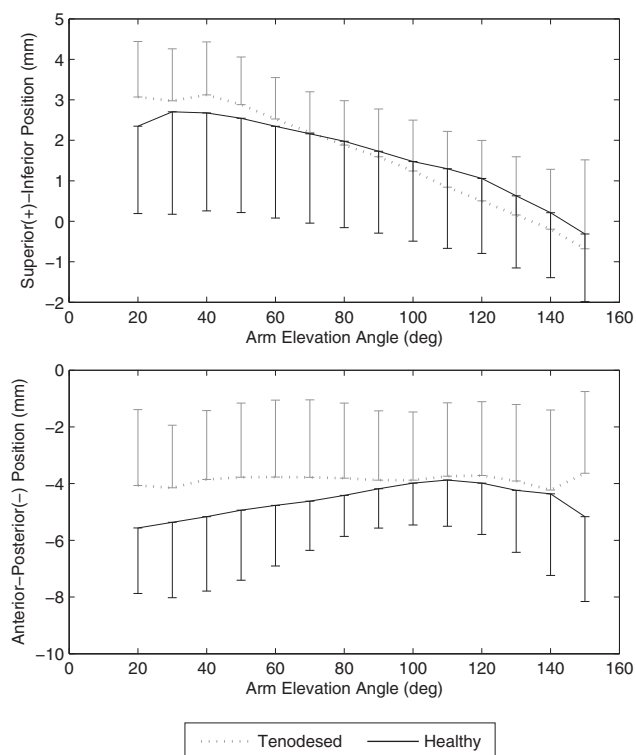 Superior(+)−Inferior Position (mm)
5
4
3
2
1
0
−1
−2
0 20 40 60 80 100 120 140 160
Arm Elevation Angle (deg)
Anterior−Posterior(−) Position (mm)
0
−2
−4
−6
−8
−10
0 20 40 60 80 100 120 140 160
Arm Elevation Angle (deg)
Tenodesed Healthy